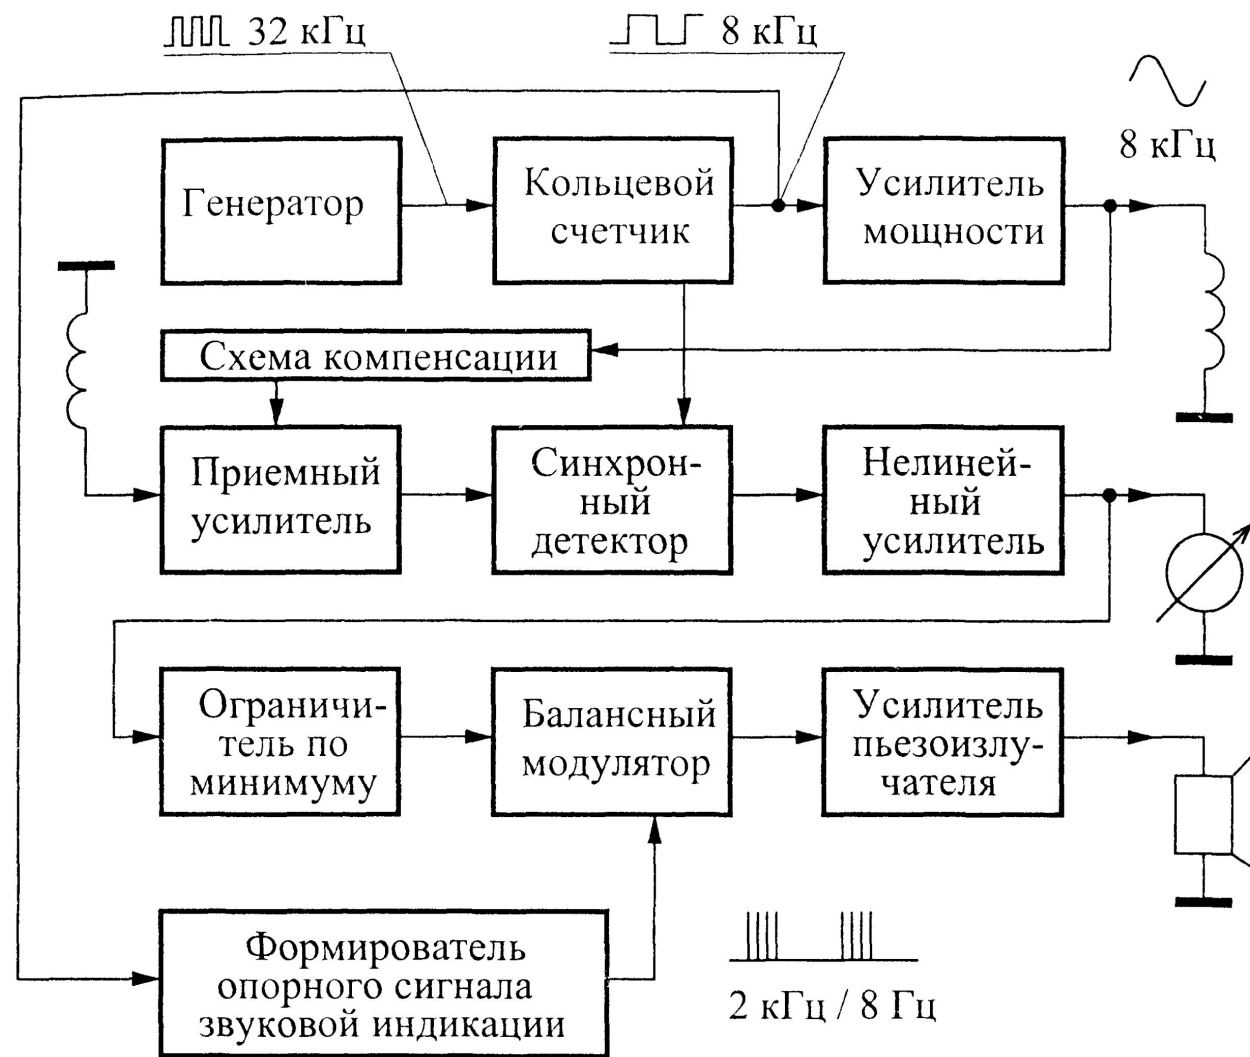 32 кГц
8 кГц
8 кГц
Генератор
Кольцевой
счетчик
Усилитель
мощности
Схема компенсации
Приемный
усилитель
Синхрон-
ный
детектор
Нелиней-
ный
усилитель
Ограничи-
тель по
минимуму
Балансный
модулятор
Усилитель
пьезоизлу-
чателя
Формирователь
опорного сигнала
звуковой индикации
2 кГц / 8 Гц